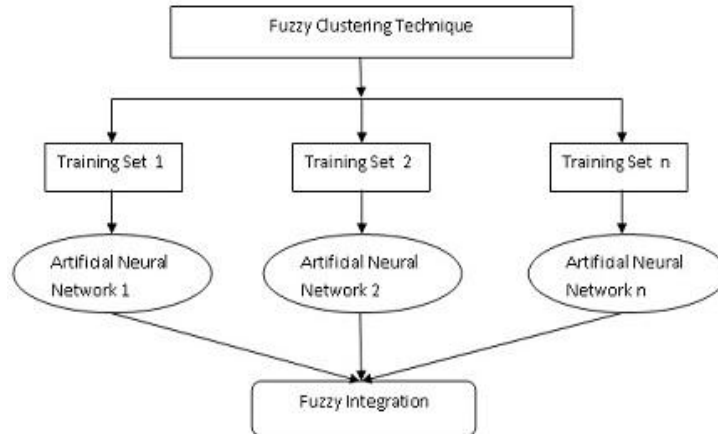 Fuzzy Clustering Technique
Training Set 1
Training Set 2
Training Set n
Artificial Neural
Network 1
Artificial Neural
Network 2
Artificial Neural
Network n
Fuzzy Integration